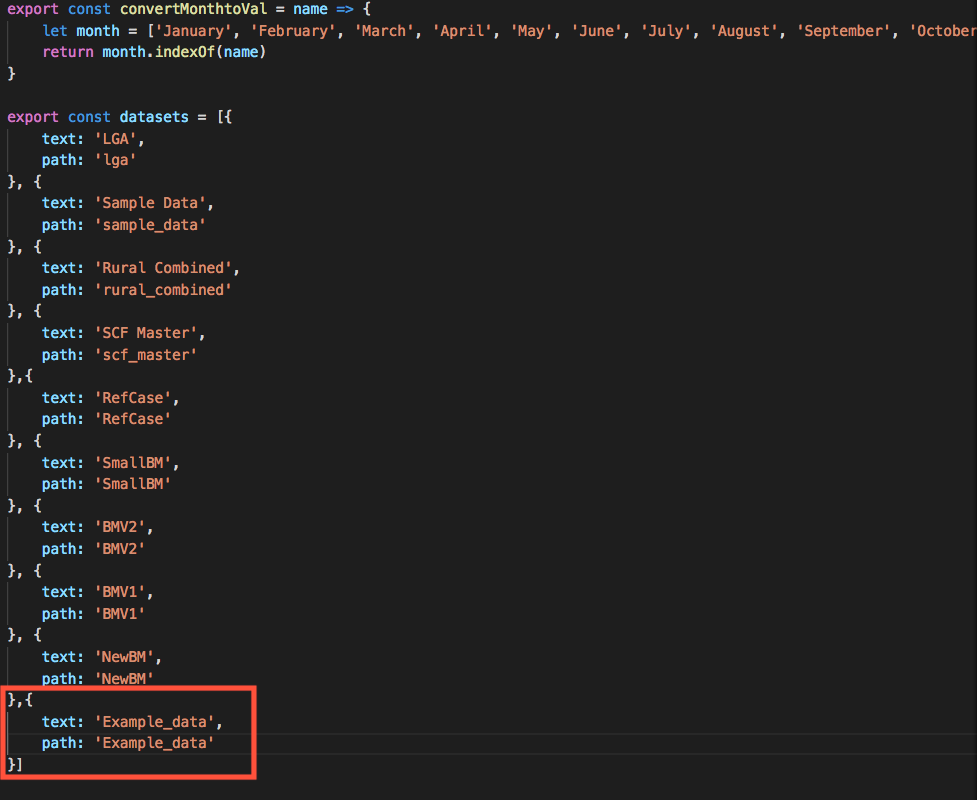 export const convertMonthtoVal = name => {
    let month = ['January', 'February', 'March', 'April', 'May', 'June', 'July', 'August', 'September', 'October
    return month.indexOf(name)
}

export const datasets = [{
    text: 'LGA',
    path: 'lga'
}, {
    text: 'Sample Data',
    path: 'sample_data'
}, {
    text: 'Rural Combined',
    path: 'rural_combined'
}, {
    text: 'SCF Master',
    path: 'scf_master'
},{
    text: 'RefCase',
    path: 'RefCase'
}, {
    text: 'SmallBM',
    path: 'SmallBM'
}, {
    text: 'BMV2',
    path: 'BMV2'
}, {
    text: 'BMV1',
    path: 'BMV1'
}, {
    text: 'NewBM',
    path: 'NewBM'
},{
    text: 'Example_data',
    path: 'Example_data'
}]